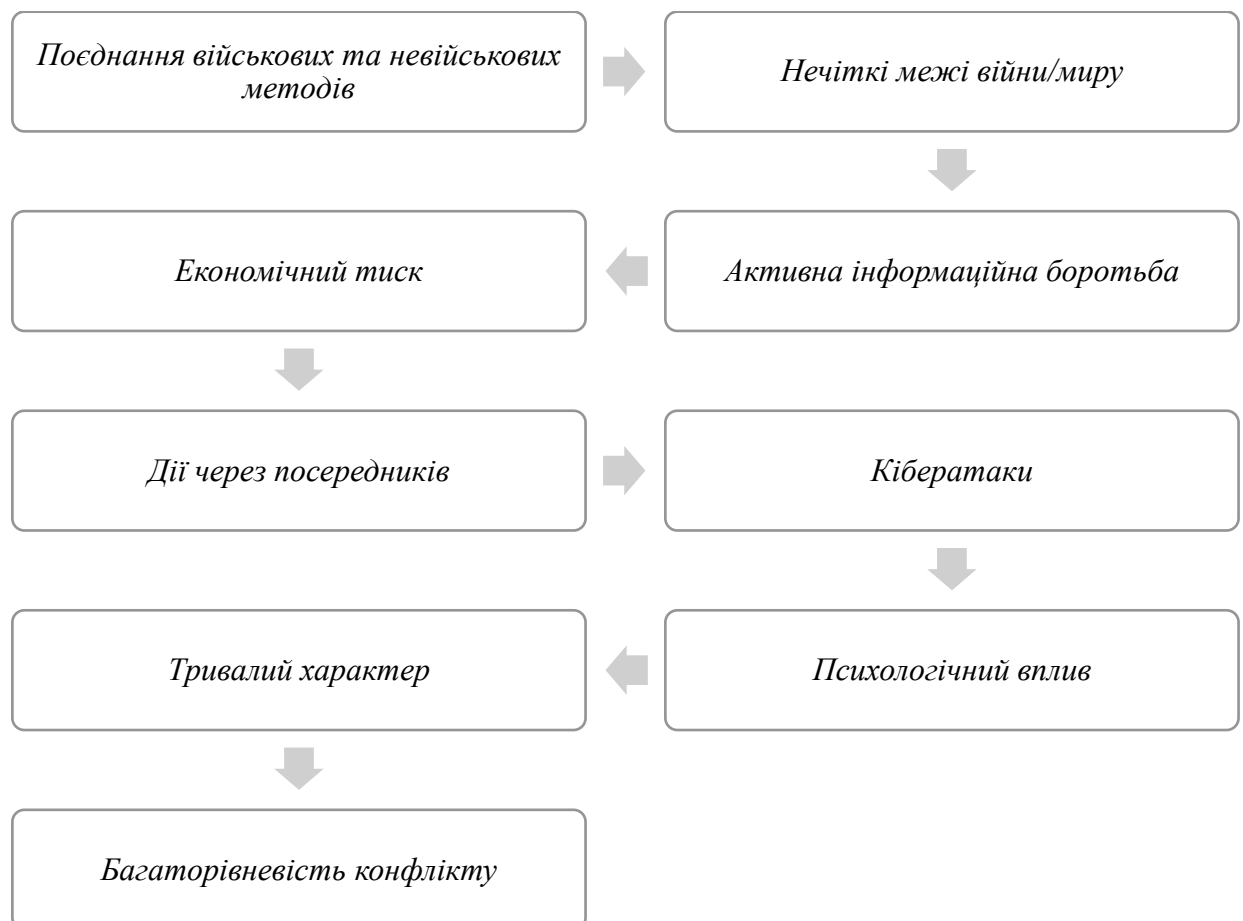 Поєднання військових та невійськових
методів
Нечіткі межі війни/миру
Активна інформаційна боротьба
Економічний тиск
Дії через посередників
Кібератаки
Психологічний вплив
Тривалий характер
Багаторівневість конфлікту